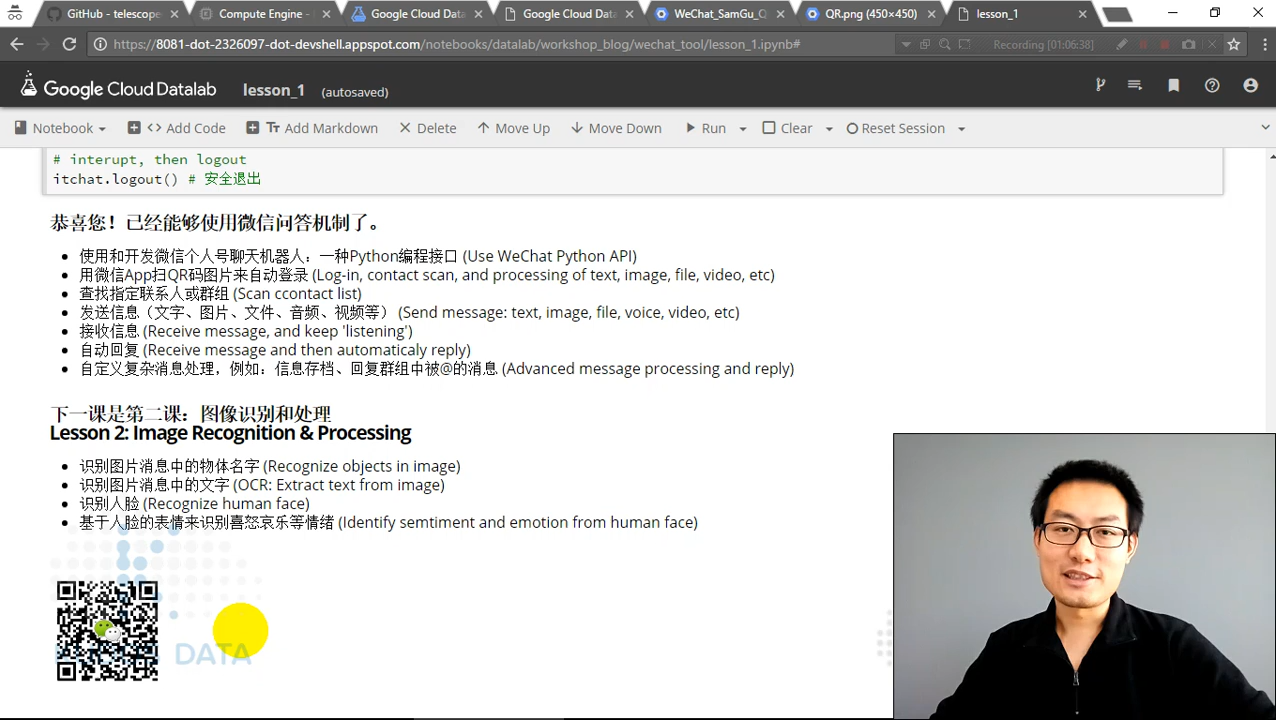 GitHub - telescope
Compute Engine -
Google Cloud Data
Google Cloud Data
WeChat_SamGu_Q
QR.png (450×450)
lesson_1
https://8081-dot-2326097-dot-devshell.appspot.com/notebooks/datalab/workshop_blog/wechat_tool/lesson_1.ipynb#
Recording [01:06:38]
Google Cloud Datalab lesson_1 (autosaved)
Notebook <> Add Code Tт Add Markdown Delete Move Up Move Down Run Clear Reset Session
# interupt, then logout
itchat.logout() # 安全退出
恭喜您！已经能够使用微信问答机制了。
使用和开发微信个人号聊天机器人：一种Python编程接口 (Use WeChat Python API)
用微信App扫QR码图片来自动登录 (Log-in, contact scan, and processing of text, image, file, video, etc)
查找指定联系人或群组 (Scan ccontact list)
发送信息（文字、图片、文件、音频、视频等） (Send message: text, image, file, voice, video, etc)
接收信息 (Receive message, and keep 'listening')
自动回复 (Receive message and then automaticaly reply)
自定义复杂消息处理，例如：信息存档、回复群组中被@的消息 (Advanced message processing and reply)
下一课是第二课：图像识别和处理
Lesson 2: Image Recognition & Processing
识别图片消息中的物体名字 (Recognize objects in image)
识别图片消息中的文字 (OCR: Extract text from image)
识别人脸 (Recognize human face)
基于人脸的表情来识别喜怒哀乐等情绪 (Identify semtiment and emotion from human face)
DATA